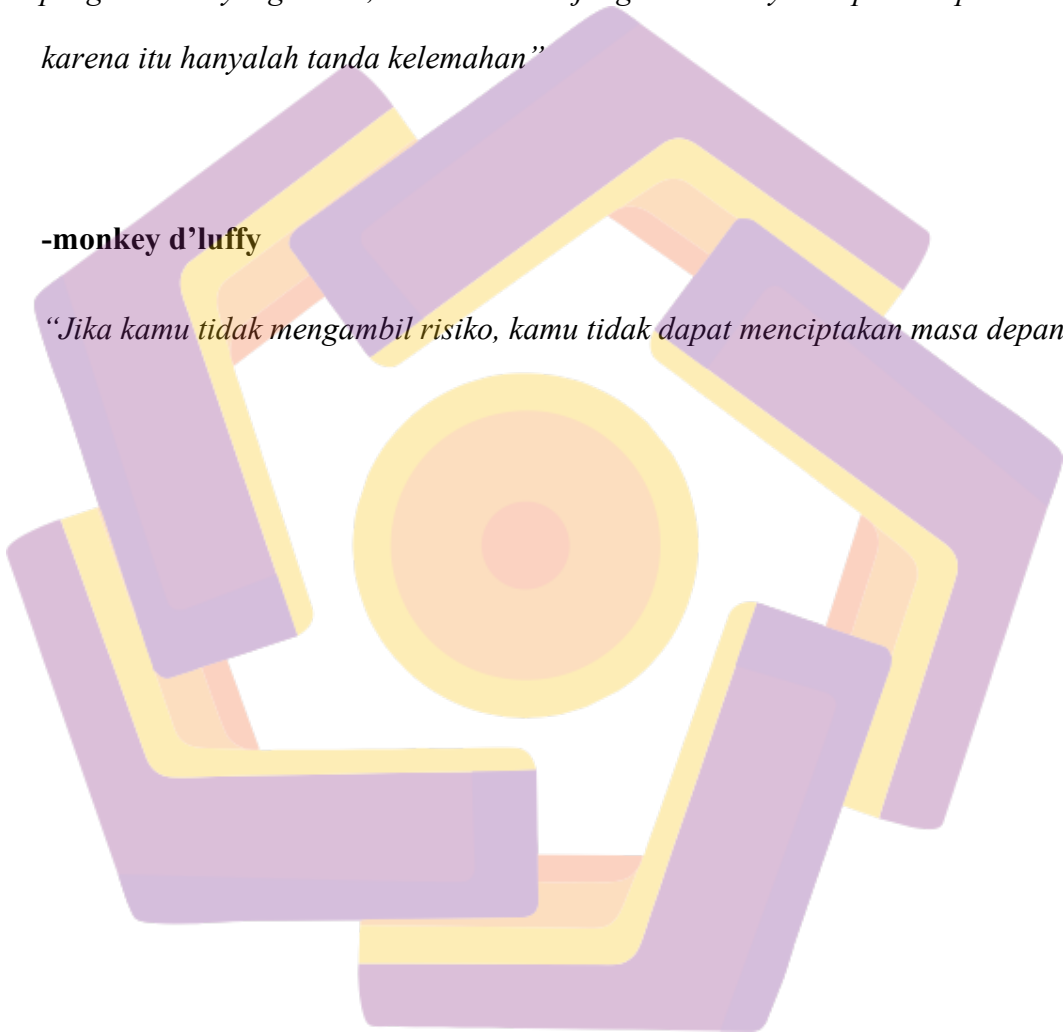 karena itu hanyalah tanda kelemahan”
-monkey d’luffy
“Jika kamu tidak mengambil risiko, kamu tidak dapat menciptakan masa depan